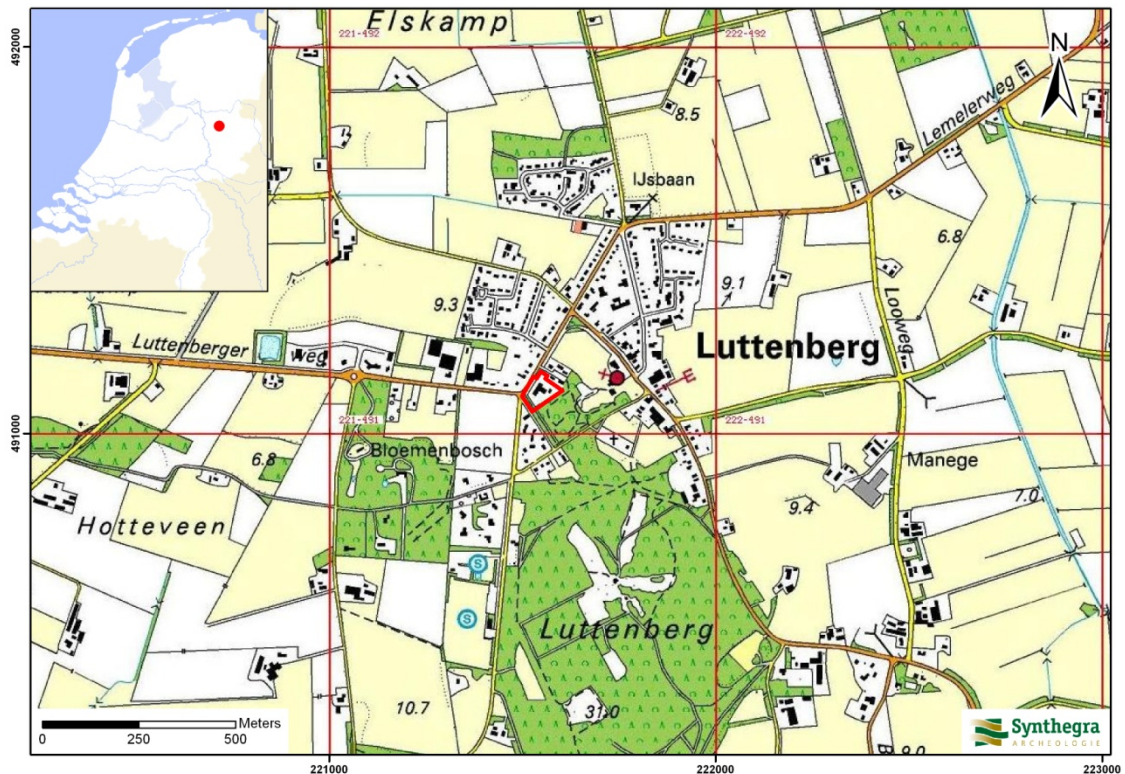 Elskamp
221-492
222-492
492000
N
8.5
Lemelerweg
IJsbaan
6.8
9.1
9.3
Luttenberger
weg
Luttenberg
Looweg
221-491
222-491
491000
Bloemenbosch
6.8
Manege
Hotteveen
9.4
7.0
S
S
Luttenberg
10.7
31.0
Meters
0
250
500
Synthegra
ARCHEOLOGIE
221000
222000
223000